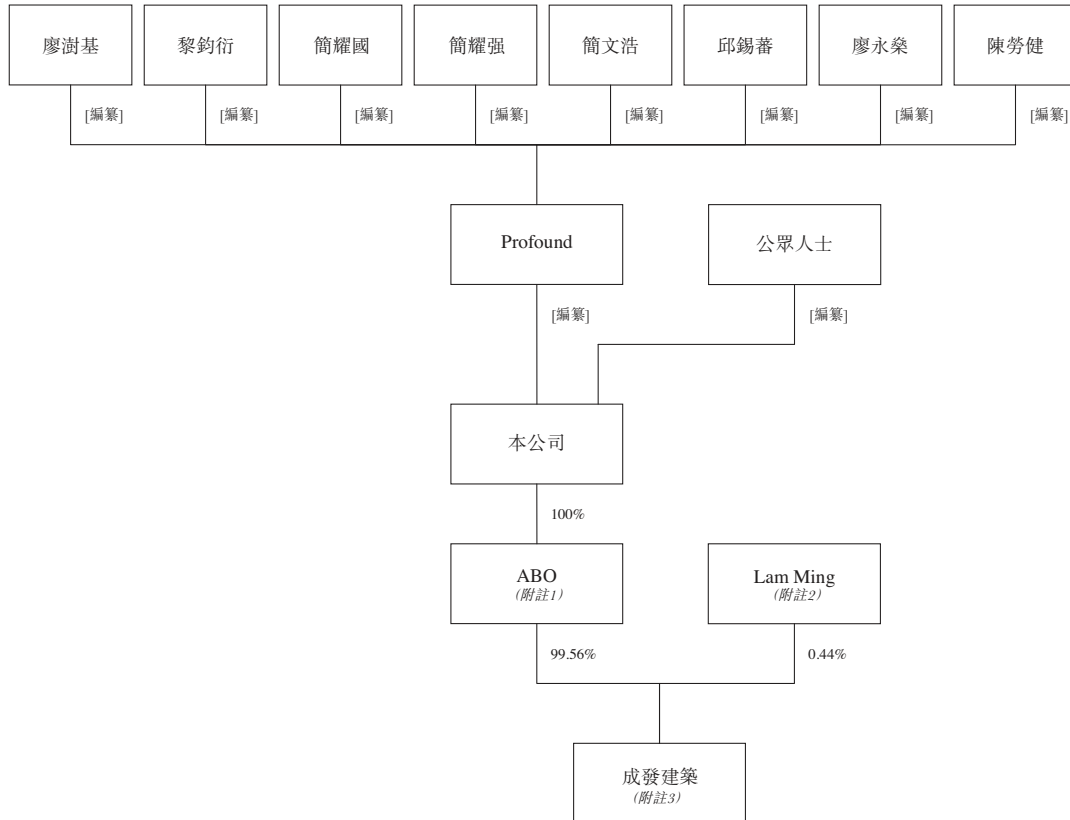 廖澍基
黎鈞衍
簡耀國
簡耀强
簡文浩
邱錫蕃
廖永燊
陳勞健
[編纂]
[編纂]
[編纂]
[編纂]
[編纂]
[編纂]
[編纂]
[編纂]
Profound
公眾人士
[編纂]
[編纂]
本公司
100%
ABO
(附註1)
Lam Ming
(附註2)
99.56%
0.44%
成發建築
(附註3)